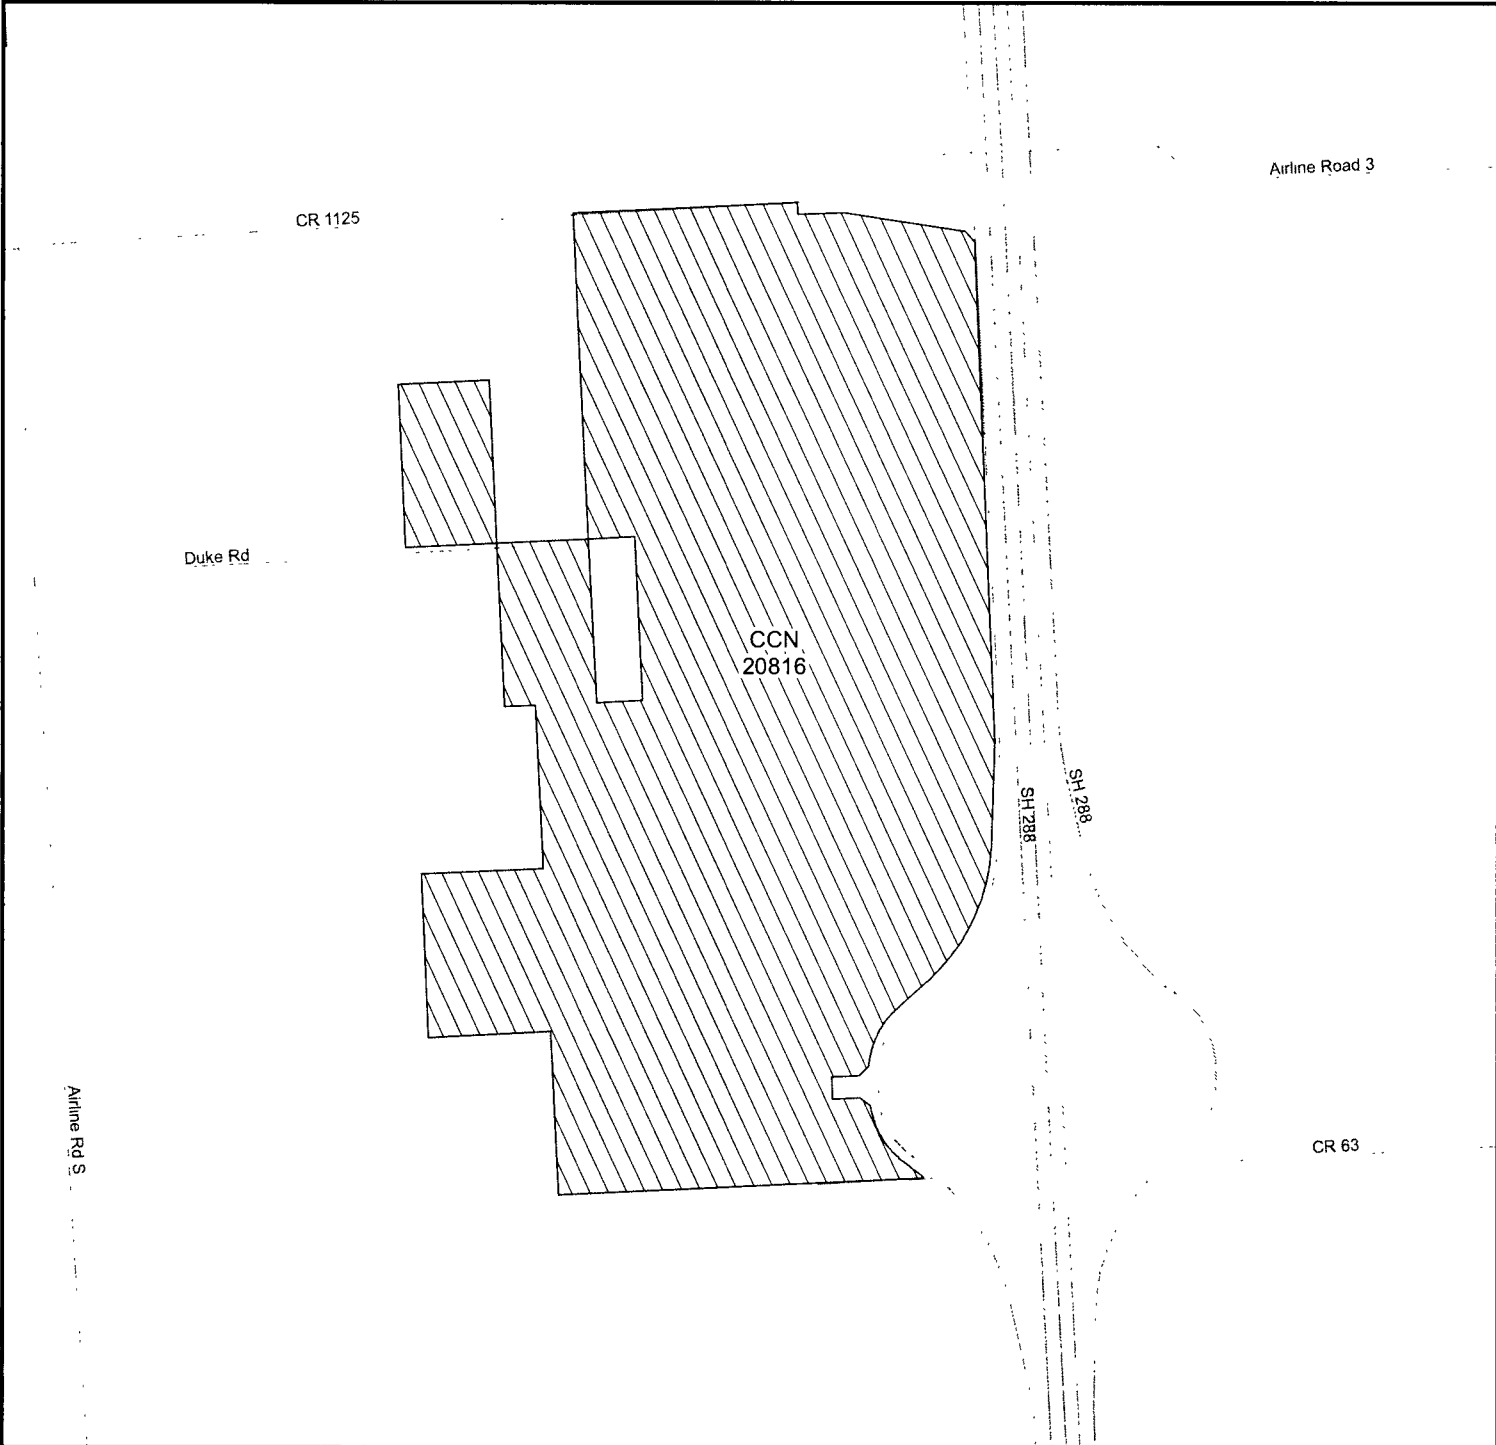 Airline Road 3
CR 1125
Duke Rd
CCN
20816
SH 288
SH 288
Airline Rd S
CR 63